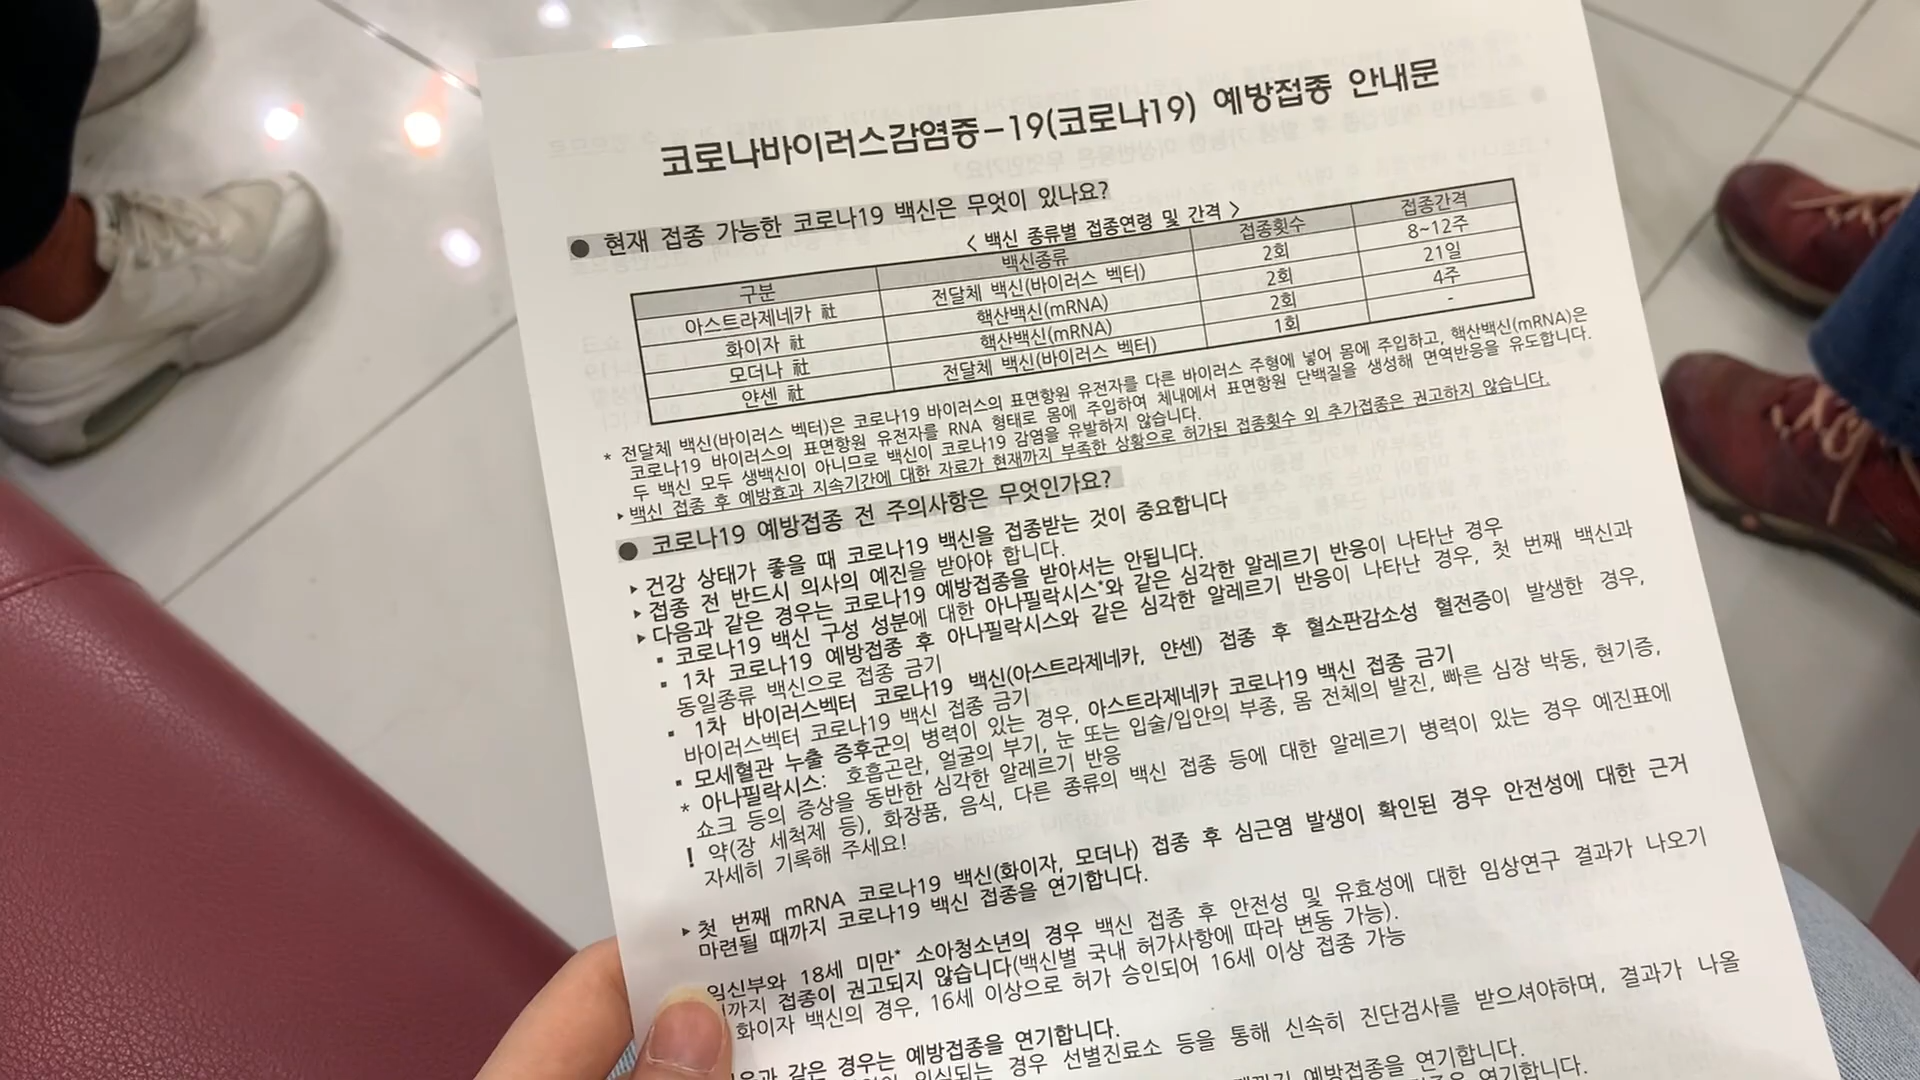 코로나바이러스감염증-19(코로나19) 예방접종 안내문
● 현재 접종 가능한 코로나19 백신은 무엇이 있나요?
< 백신 종류별 접종연령 및 간격 >
구분 백신종류 접종횟수 접종간격
아스트라제네카 社 전달체 백신(바이러스 벡터) 2회 8~12주
화이자 社 핵산백신(mRNA) 2회 21일
모더나 社 핵산백신(mRNA) 2회 4주
얀센 社 전달체 백신(바이러스 벡터) 1회 -
* 전달체 백신(바이러스 벡터)은 코로나19 바이러스의 표면항원 유전자를 다른 바이러스 주형에 넣어 몸에 주입하고, 핵산백신(mRNA)은
코로나19 바이러스의 표면항원 유전자를 RNA 형태로 몸에 주입하여 체내에서 표면항원 단백질을 생성해 면역반응을 유도합니다.
두 백신 모두 생백신이 아니므로 백신이 코로나19 감염을 유발하지 않습니다.
▸ 백신 접종 후 예방효과 지속기간에 대한 자료가 현재까지 부족한 상황으로 허가된 접종횟수 외 추가접종은 권고하지 않습니다.
● 코로나19 예방접종 전 주의사항은 무엇인가요?
▸ 건강 상태가 좋을 때 코로나19 백신을 접종받는 것이 중요합니다
▸ 접종 전 반드시 의사의 예진을 받아야 합니다.
▸ 다음과 같은 경우는 코로나19 예방접종을 받아서는 안됩니다.
▪ 코로나19 백신 구성 성분에 대한 아나필락시스*와 같은 심각한 알레르기 반응이 나타난 경우
▪ 1차 코로나19 예방접종 후 아나필락시스와 같은 심각한 알레르기 반응이 나타난 경우, 첫 번째 백신과
동일종류 백신으로 접종 금기
▪ 1차 바이러스벡터 코로나19 백신(아스트라제네카, 얀센) 접종 후 혈소판감소성 혈전증이 발생한 경우,
바이러스벡터 코로나19 백신 접종 금기
▪ 모세혈관 누출 증후군의 병력이 있는 경우, 아스트라제네카 코로나19 백신 접종 금기
* 아나필락시스: 호흡곤란, 얼굴의 부기, 눈 또는 입술/입안의 부종, 몸 전체의 발진, 빠른 심장 박동, 현기증,
쇼크 등의 증상을 동반한 심각한 알레르기 반응
! 약(장 세척제 등), 화장품, 음식, 다른 종류의 백신 접종 등에 대한 알레르기 병력이 있는 경우 예진표에
자세히 기록해 주세요!
▸ 첫 번째 mRNA 코로나19 백신(화이자, 모더나) 접종 후 심근염 발생이 확인된 경우 안전성에 대한 근거
마련될 때까지 코로나19 백신 접종을 연기합니다.
임신부와 18세 미만* 소아청소년의 경우 백신 접종 후 안전성 및 유효성에 대한 임상연구 결과가 나오기
까지 접종이 권고되지 않습니다(백신별 국내 허가사항에 따라 변동 가능).
화이자 백신의 경우, 16세 이상으로 허가 승인되어 16세 이상 접종 가능
같은 경우는 예방접종을 연기합니다.
의심되는 경우 선별진료소 등을 통해 신속히 진단검사를 받으셔야하며, 결과가 나올
예방접종을 연기합니다.
연기합니다.